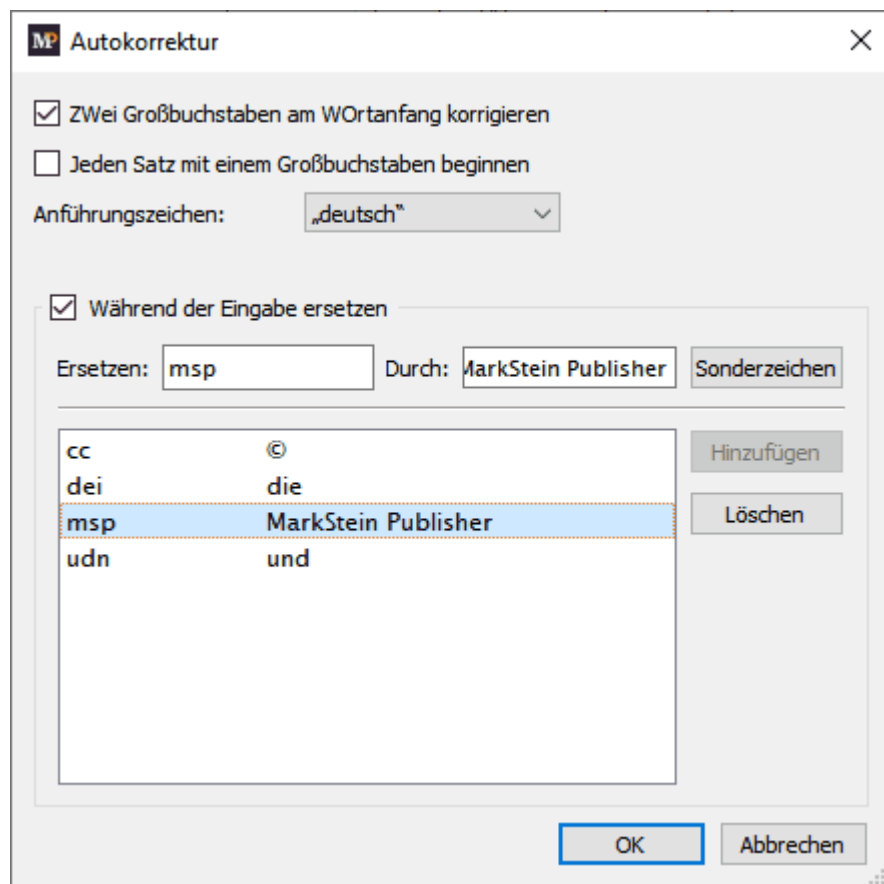 MP Autokorrektur
ZWei Großbuchstaben am WOrtanfang korrigieren
Jeden Satz mit einem Großbuchstaben beginnen
Anführungszeichen: „deutsch“
Während der Eingabe ersetzen
Ersetzen: msp Durch: MarkStein Publisher Sonderzeichen
cc © Hinzufügen
dei die
msp MarkStein Publisher Löschen
udn und
OK Abbrechen